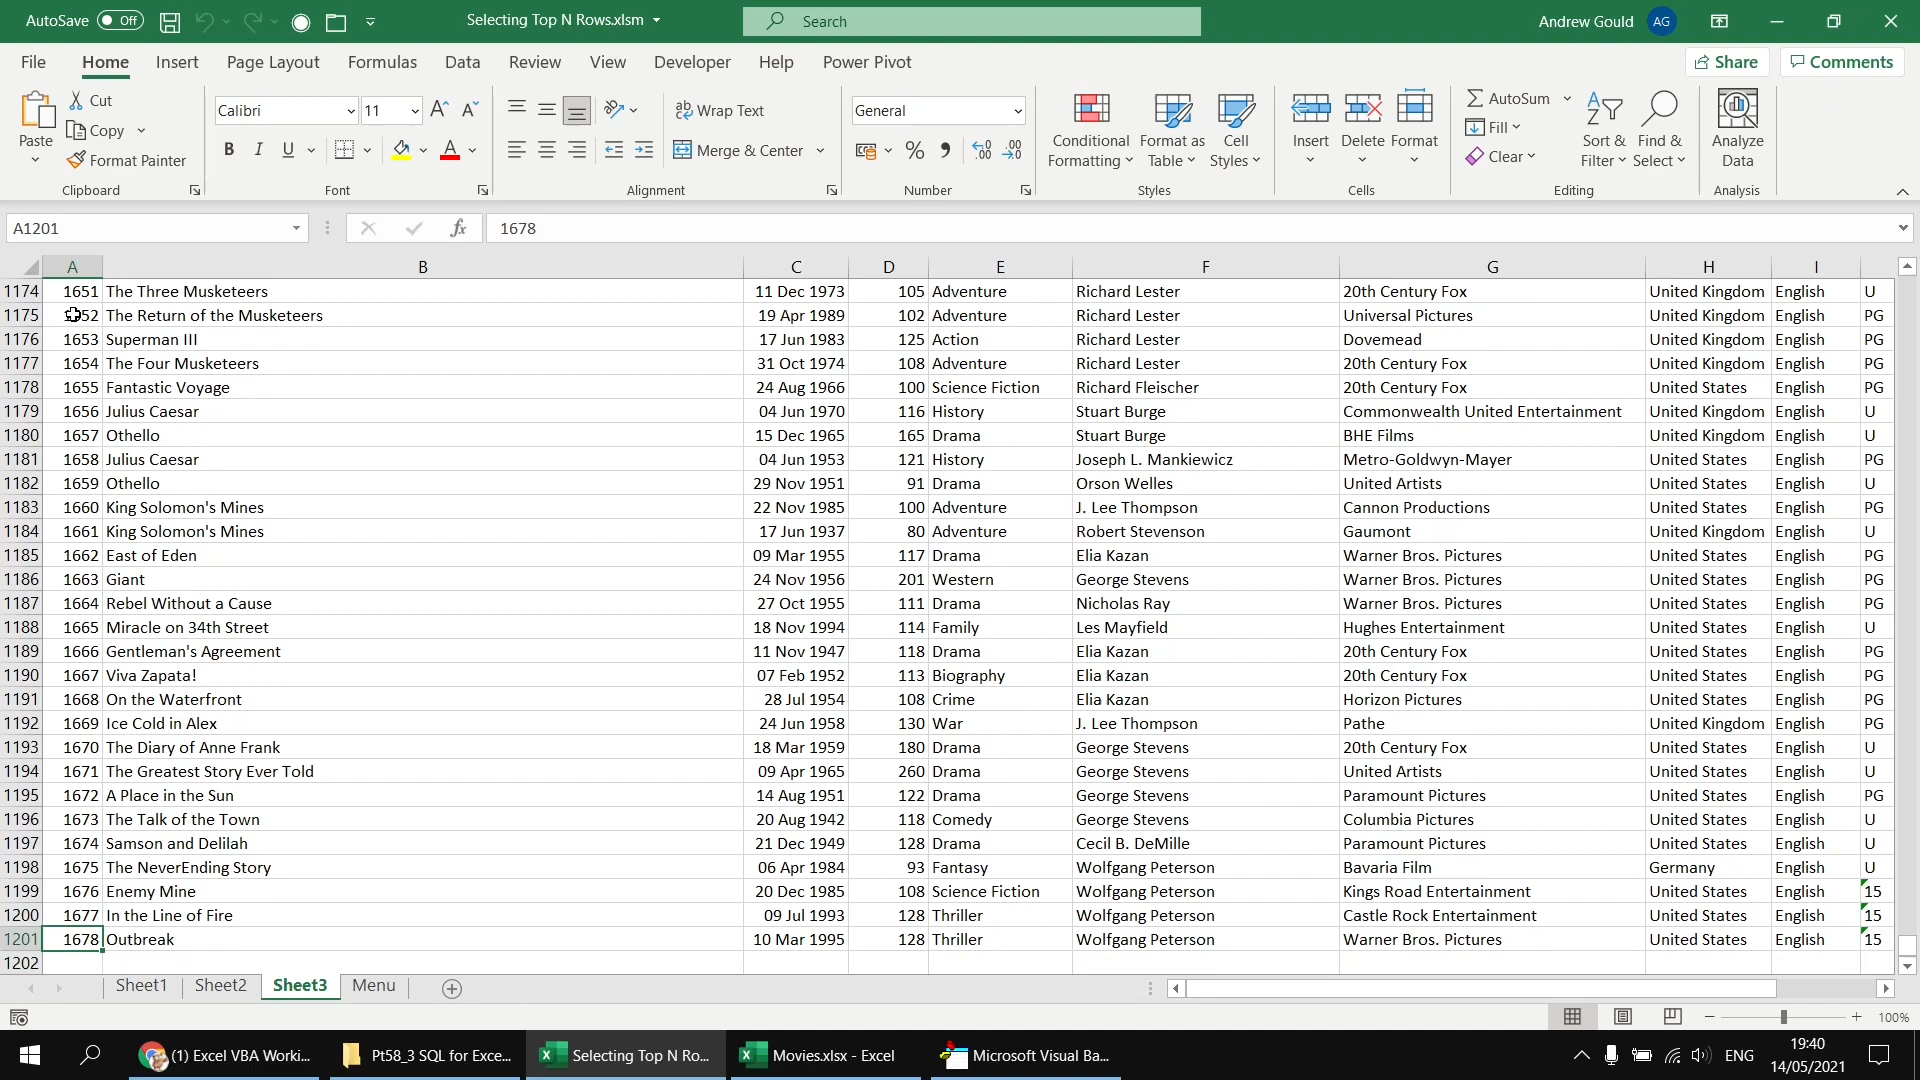 AutoSave Off Selecting Top N Rows.xlsm Search Andrew Gould AG
File Home Insert Page Layout Formulas Data Review View Developer Help Power Pivot Share Comments
Cut Calibri 11 Wrap Text General AutoSum
Paste Copy Conditional Formatting Format as Table Cell Styles Insert Delete Format Fill Sort & Filter Find & Select Analyze Data
Format Painter B I U A Merge & Center Clear
Clipboard Font Alignment Number Styles Cells Editing Analysis
A1201 fx 1678
A B C D E F G H I
1174 1651 The Three Musketeers 11 Dec 1973 105 Adventure Richard Lester 20th Century Fox United Kingdom English U
1175 52 The Return of the Musketeers 19 Apr 1989 102 Adventure Richard Lester Universal Pictures United Kingdom English PG
1176 1653 Superman III 17 Jun 1983 125 Action Richard Lester Dovemead United Kingdom English PG
1177 1654 The Four Musketeers 31 Oct 1974 108 Adventure Richard Lester 20th Century Fox United Kingdom English PG
1178 1655 Fantastic Voyage 24 Aug 1966 100 Science Fiction Richard Fleischer 20th Century Fox United States English PG
1179 1656 Julius Caesar 04 Jun 1970 116 History Stuart Burge Commonwealth United Entertainment United Kingdom English U
1180 1657 Othello 15 Dec 1965 165 Drama Stuart Burge BHE Films United Kingdom English U
1181 1658 Julius Caesar 04 Jun 1953 121 History Joseph L. Mankiewicz Metro-Goldwyn-Mayer United States English PG
1182 1659 Othello 29 Nov 1951 91 Drama Orson Welles United Artists United States English U
1183 1660 King Solomon's Mines 22 Nov 1985 100 Adventure J. Lee Thompson Cannon Productions United States English PG
1184 1661 King Solomon's Mines 17 Jun 1937 80 Adventure Robert Stevenson Gaumont United Kingdom English U
1185 1662 East of Eden 09 Mar 1955 117 Drama Elia Kazan Warner Bros. Pictures United States English PG
1186 1663 Giant 24 Nov 1956 201 Western George Stevens Warner Bros. Pictures United States English PG
1187 1664 Rebel Without a Cause 27 Oct 1955 111 Drama Nicholas Ray Warner Bros. Pictures United States English PG
1188 1665 Miracle on 34th Street 18 Nov 1994 114 Family Les Mayfield Hughes Entertainment United States English U
1189 1666 Gentleman's Agreement 11 Nov 1947 118 Drama Elia Kazan 20th Century Fox United States English PG
1190 1667 Viva Zapata! 07 Feb 1952 113 Biography Elia Kazan 20th Century Fox United States English PG
1191 1668 On the Waterfront 28 Jul 1954 108 Crime Elia Kazan Horizon Pictures United States English PG
1192 1669 Ice Cold in Alex 24 Jun 1958 130 War J. Lee Thompson Pathe United Kingdom English PG
1193 1670 The Diary of Anne Frank 18 Mar 1959 180 Drama George Stevens 20th Century Fox United States English U
1194 1671 The Greatest Story Ever Told 09 Apr 1965 260 Drama George Stevens United Artists United States English U
1195 1672 A Place in the Sun 14 Aug 1951 122 Drama George Stevens Paramount Pictures United States English PG
1196 1673 The Talk of the Town 20 Aug 1942 118 Comedy George Stevens Columbia Pictures United States English U
1197 1674 Samson and Delilah 21 Dec 1949 128 Drama Cecil B. DeMille Paramount Pictures United States English U
1198 1675 The NeverEnding Story 06 Apr 1984 93 Fantasy Wolfgang Peterson Bavaria Film Germany English U
1199 1676 Enemy Mine 20 Dec 1985 108 Science Fiction Wolfgang Peterson Kings Road Entertainment United States English 15
1200 1677 In the Line of Fire 09 Jul 1993 128 Thriller Wolfgang Peterson Castle Rock Entertainment United States English 15
1201 1678 Outbreak 10 Mar 1995 128 Thriller Wolfgang Peterson Warner Bros. Pictures United States English 15
1202
Sheet1 Sheet2 Sheet3 Menu
100%
(1) Excel VBA Worki... Pt58_3 SQL for Exce... Selecting Top N Ro... Movies.xlsx - Excel Microsoft Visual Ba... ENG 19:40
14/05/2021